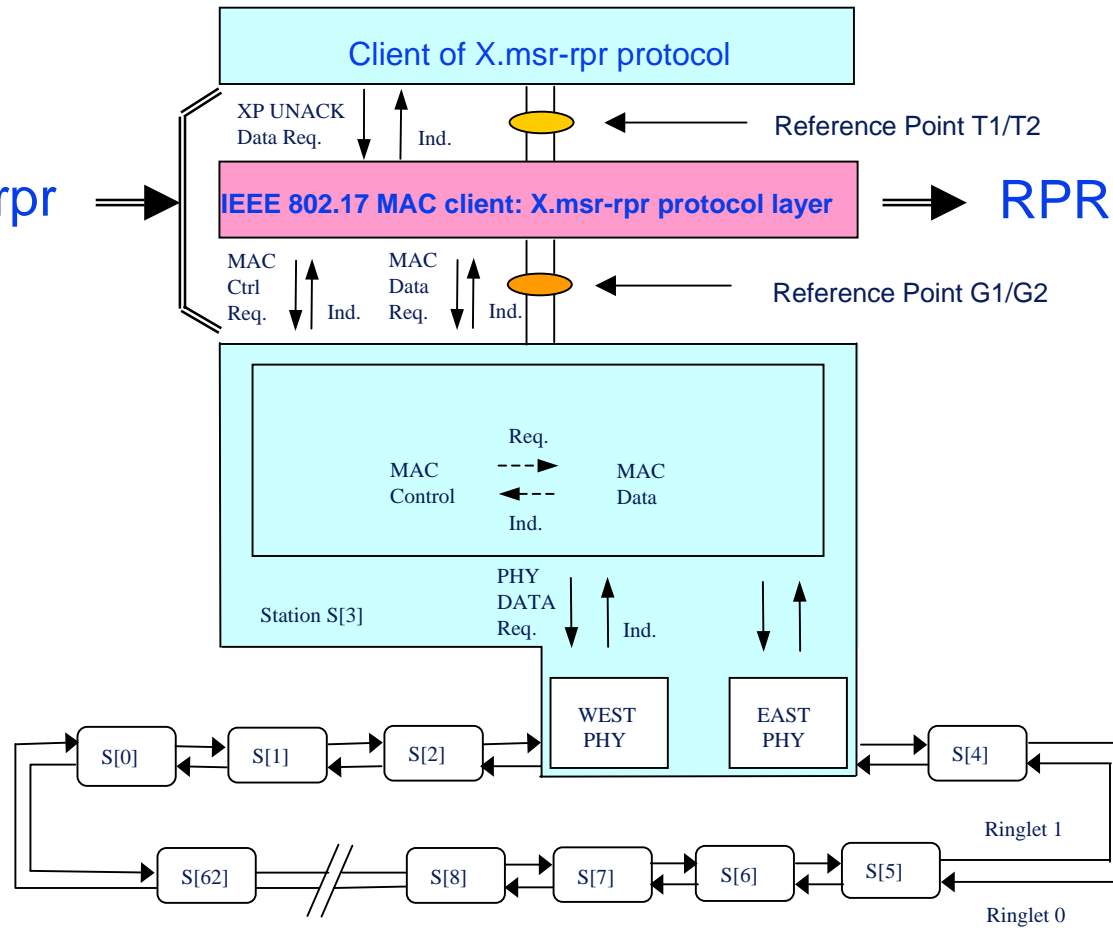 Client of X.msr-rpr protocol
XP UNACK
Data Req.
Ind.
Reference Point T1/T2
rpr
IEEE 802.17 MAC client: X.msr-rpr protocol layer
RPR
MAC
Ctrl
Req.
Ind.
MAC
Data
Req.
Ind.
Reference Point G1/G2
Req.
MAC
Control
MAC
Data
Ind.
PHY
DATA
Req.
Ind.
Station S[3]
WEST
PHY
EAST
PHY
S[0]
S[1]
S[2]
S[4]
Ringlet 1
S[62]
S[8]
S[7]
S[6]
S[5]
Ringlet 0